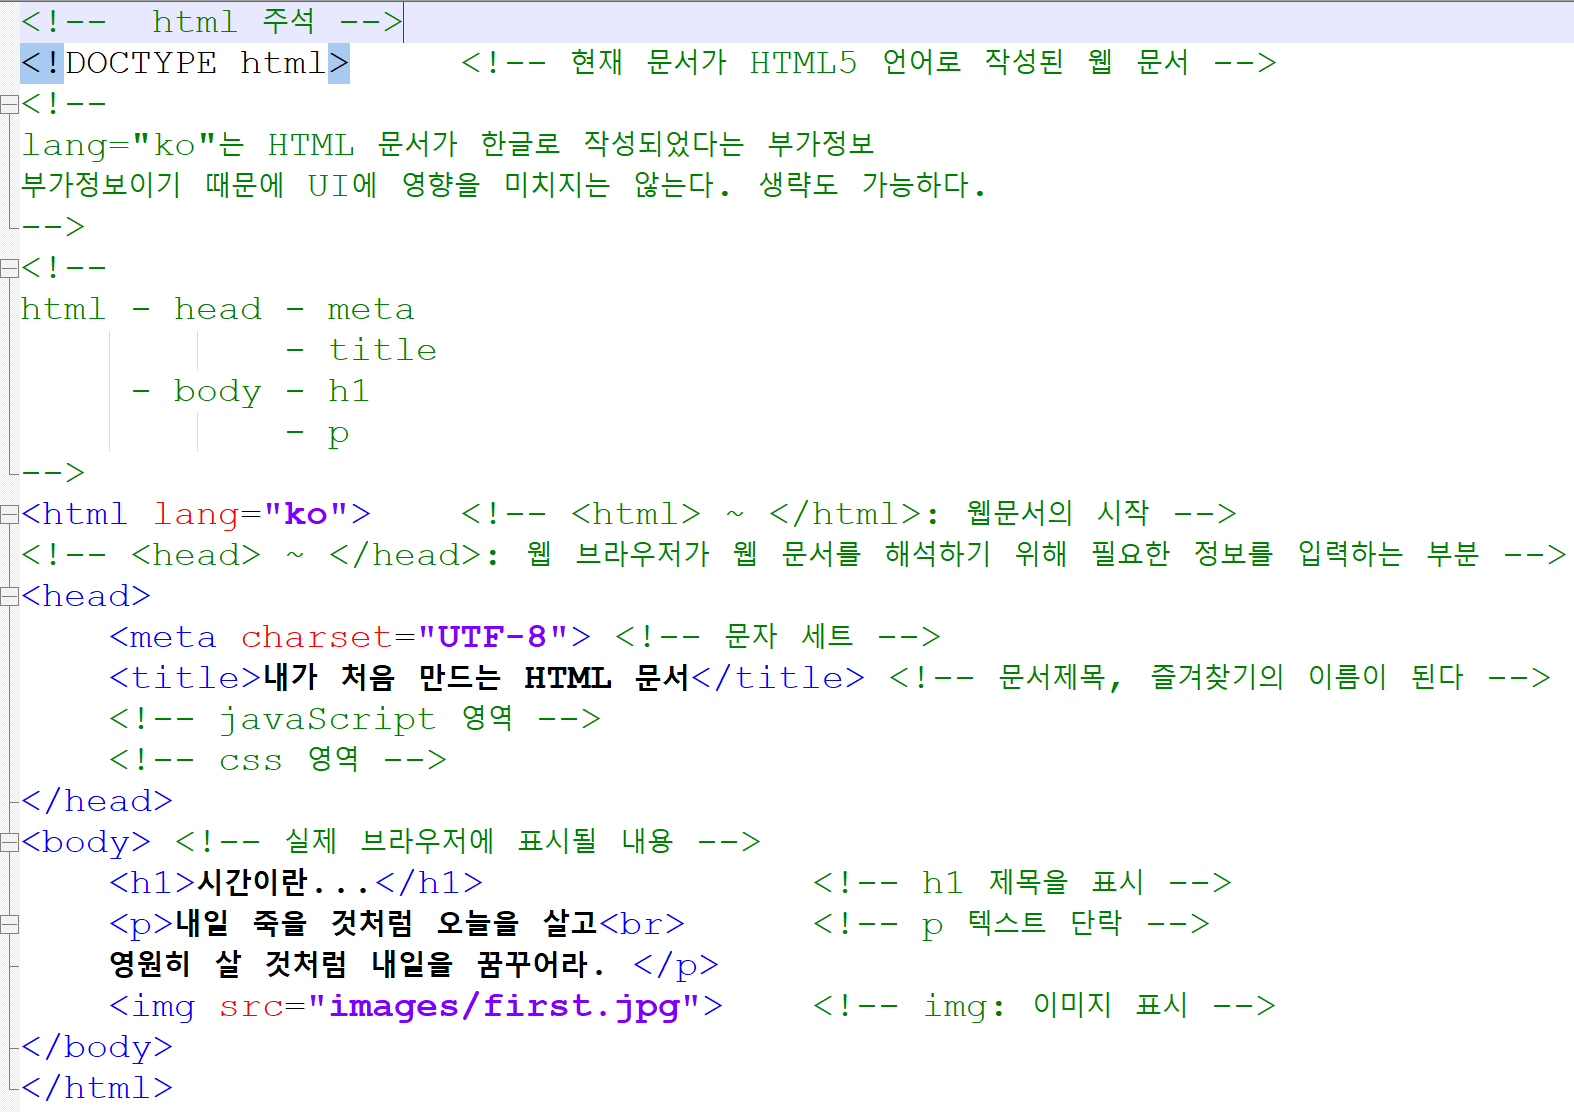 <!--  html 주석 -->
<!DOCTYPE html>     <!-- 현재 문서가 HTML5 언어로 작성된 웹 문서 -->
<!--
lang="ko"는 HTML 문서가 한글로 작성되었다는 부가정보
부가정보이기 때문에 UI에 영향을 미치지는 않는다. 생략도 가능하다.
-->
<!--
html - head - meta
            - title
     - body - h1
            - p
-->
<html lang="ko">    <!-- <html> ~ </html>: 웹문서의 시작 -->
<!-- <head> ~ </head>: 웹 브라우저가 웹 문서를 해석하기 위해 필요한 정보를 입력하는 부분 -->
<head>
    <meta charset="UTF-8"> <!-- 문자 세트 -->
    <title>내가 처음 만드는 HTML 문서</title> <!-- 문서제목, 즐겨찾기의 이름이 된다 -->
    <!-- javaScript 영역 -->
    <!-- css 영역 -->
</head>
<body> <!-- 실제 브라우저에 표시될 내용 -->
    <h1>시간이란...</h1>               <!-- h1 제목을 표시 -->
    <p>내일 죽을 것처럼 오늘을 살고<br>      <!-- p 텍스트 단락 -->
    영원히 살 것처럼 내일을 꿈꾸어라. </p>
    <img src="images/first.jpg">    <!-- img: 이미지 표시 -->
</body>
</html>